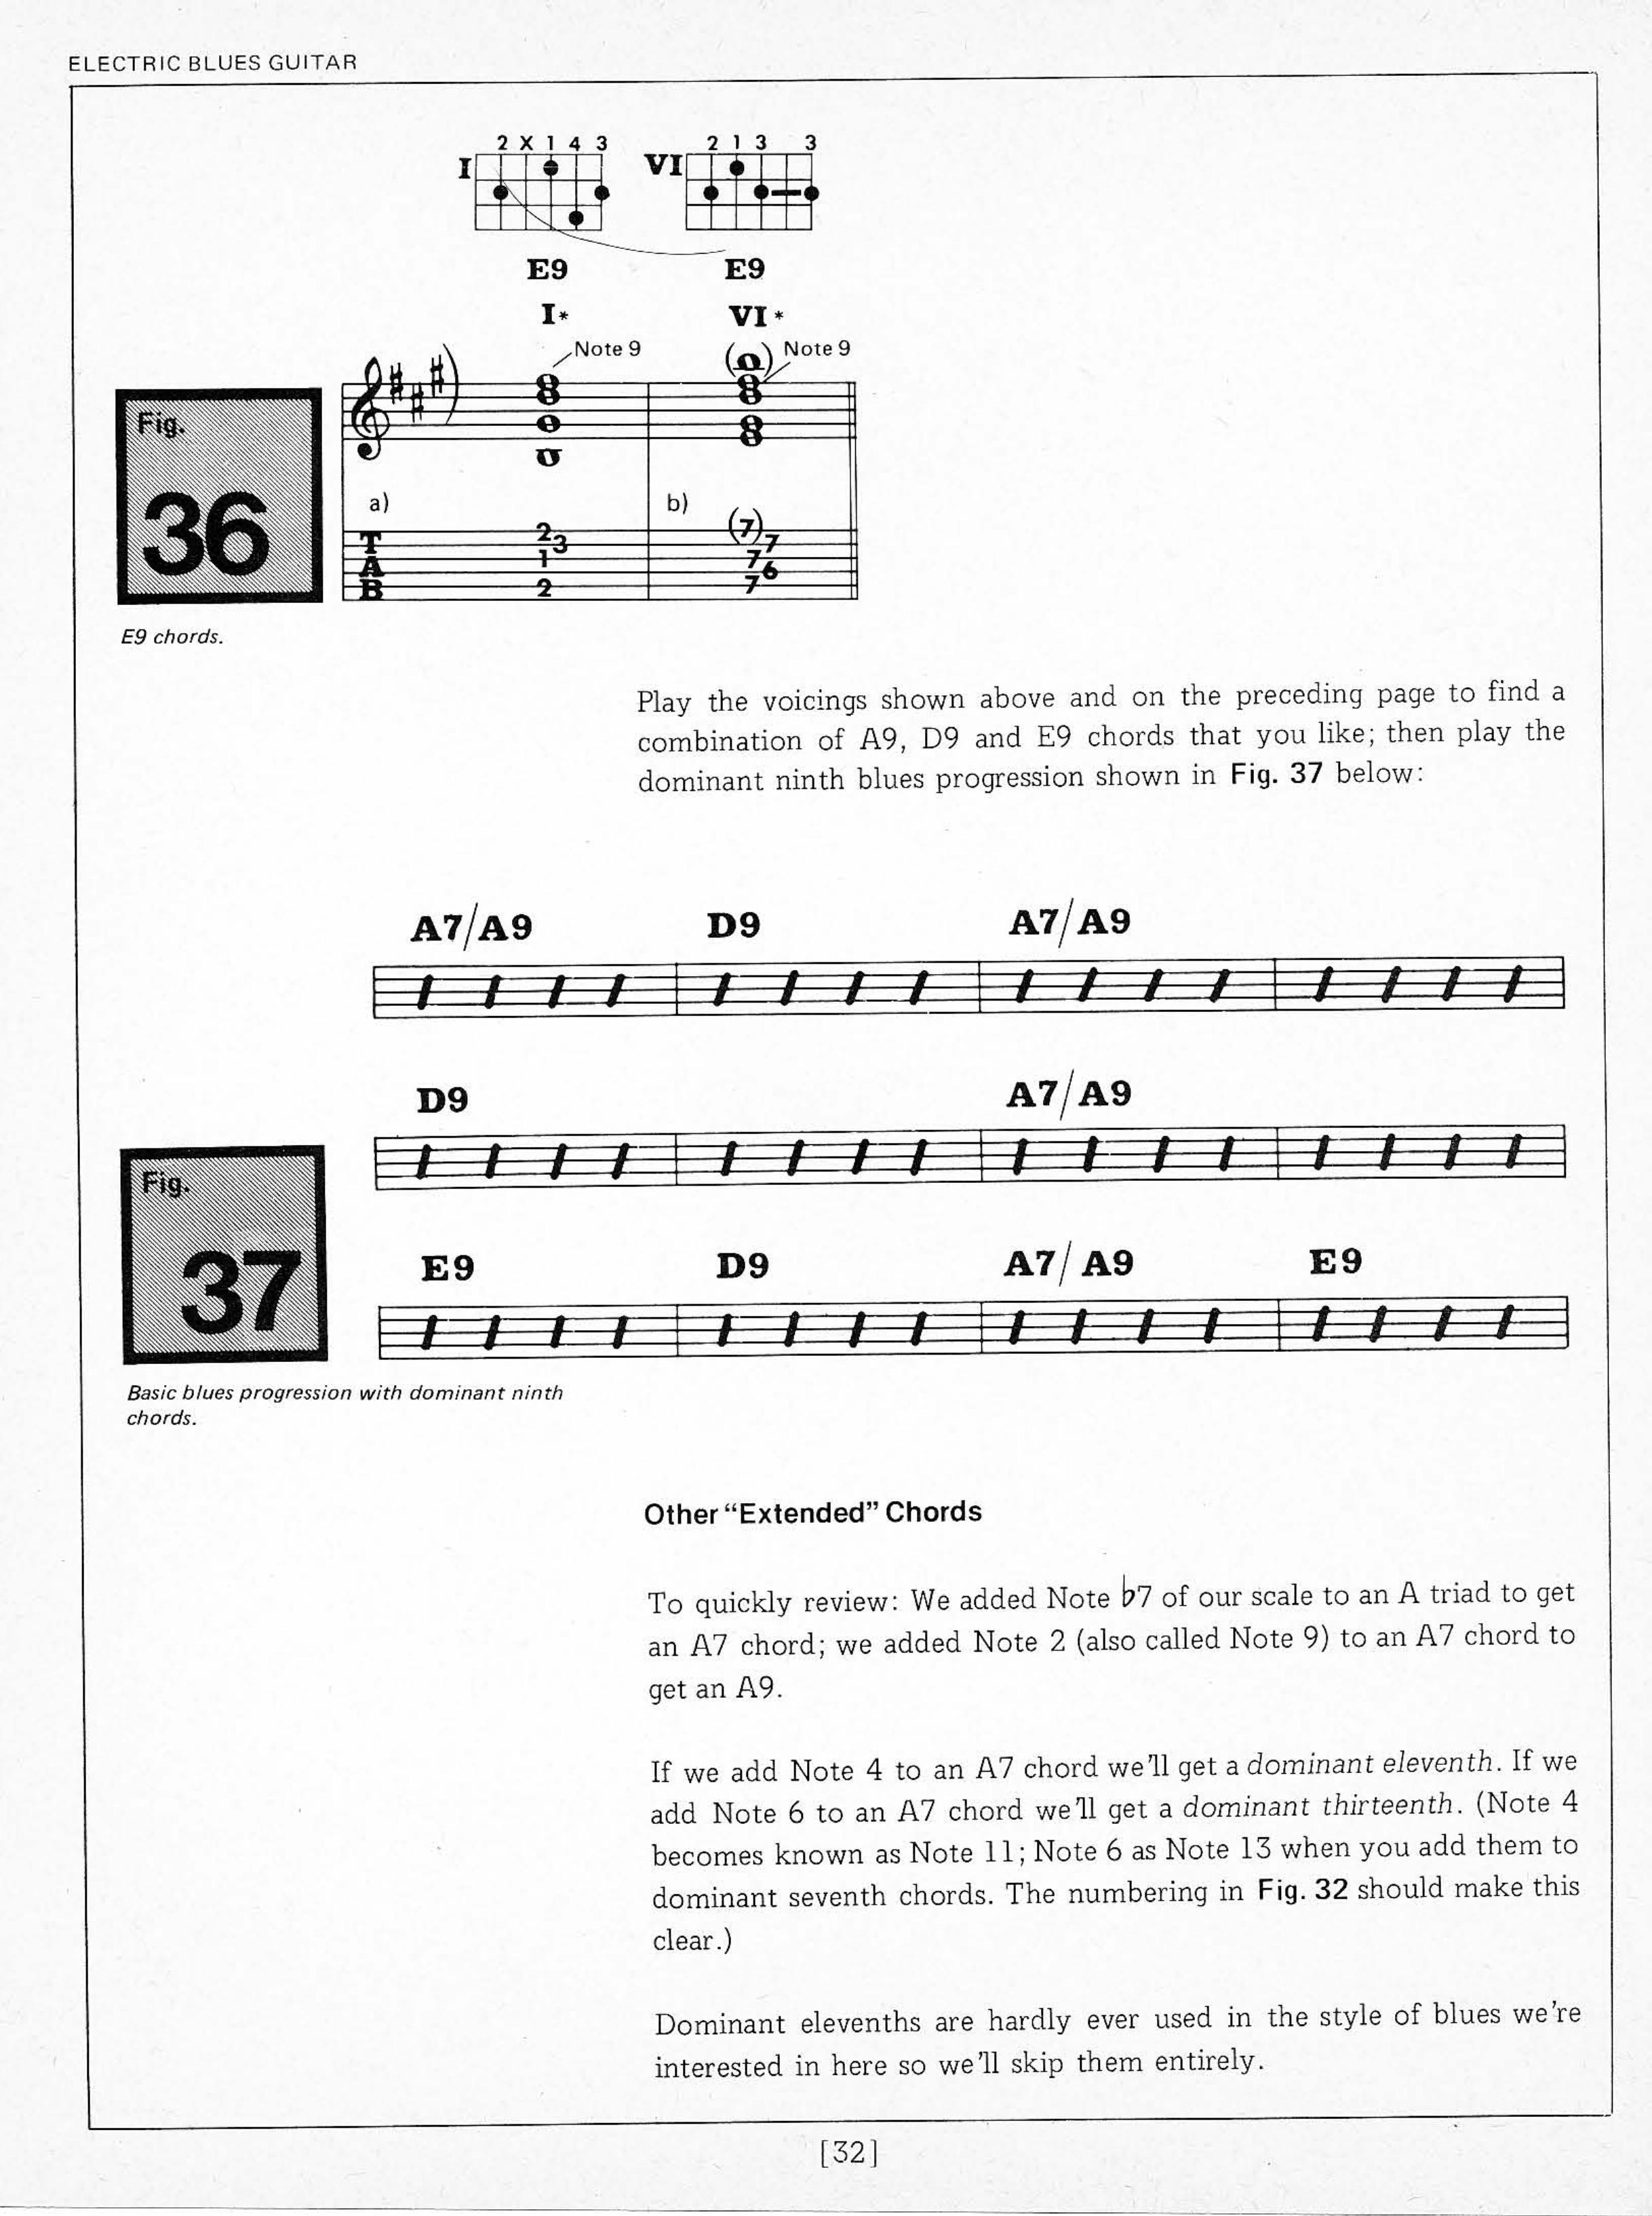 ELECTRIC BLUES GUITAR
2 X 1 4 3
2 1 3 3
I
VI
E9
E9
I*
VI*
Note 9
Note 9
Fig.
36
a)
b)
T
A
B
2
3
1
2
(7)
7
7
6
7
E9 chords.
Play the voicings shown above and on the preceding page to find a
combination of A9, D9 and E9 chords that you like; then play the
dominant ninth blues progression shown in Fig. 37 below:
A7/A9 D9 A7/A9
D9 A7/A9
Fig.
37
E9 D9 A7/A9 E9
Basic blues progression with dominant ninth
chords.
Other “Extended” Chords
To quickly review: We added Note ♭7 of our scale to an A triad to get
an A7 chord; we added Note 2 (also called Note 9) to an A7 chord to
get an A9.
If we add Note 4 to an A7 chord we'll get a dominant eleventh. If we
add Note 6 to an A7 chord we'll get a dominant thirteenth. (Note 4
becomes known as Note 11; Note 6 as Note 13 when you add them to
dominant seventh chords. The numbering in Fig. 32 should make this
clear.)
Dominant elevenths are hardly ever used in the style of blues we're
interested in here so we'll skip them entirely.
[32]